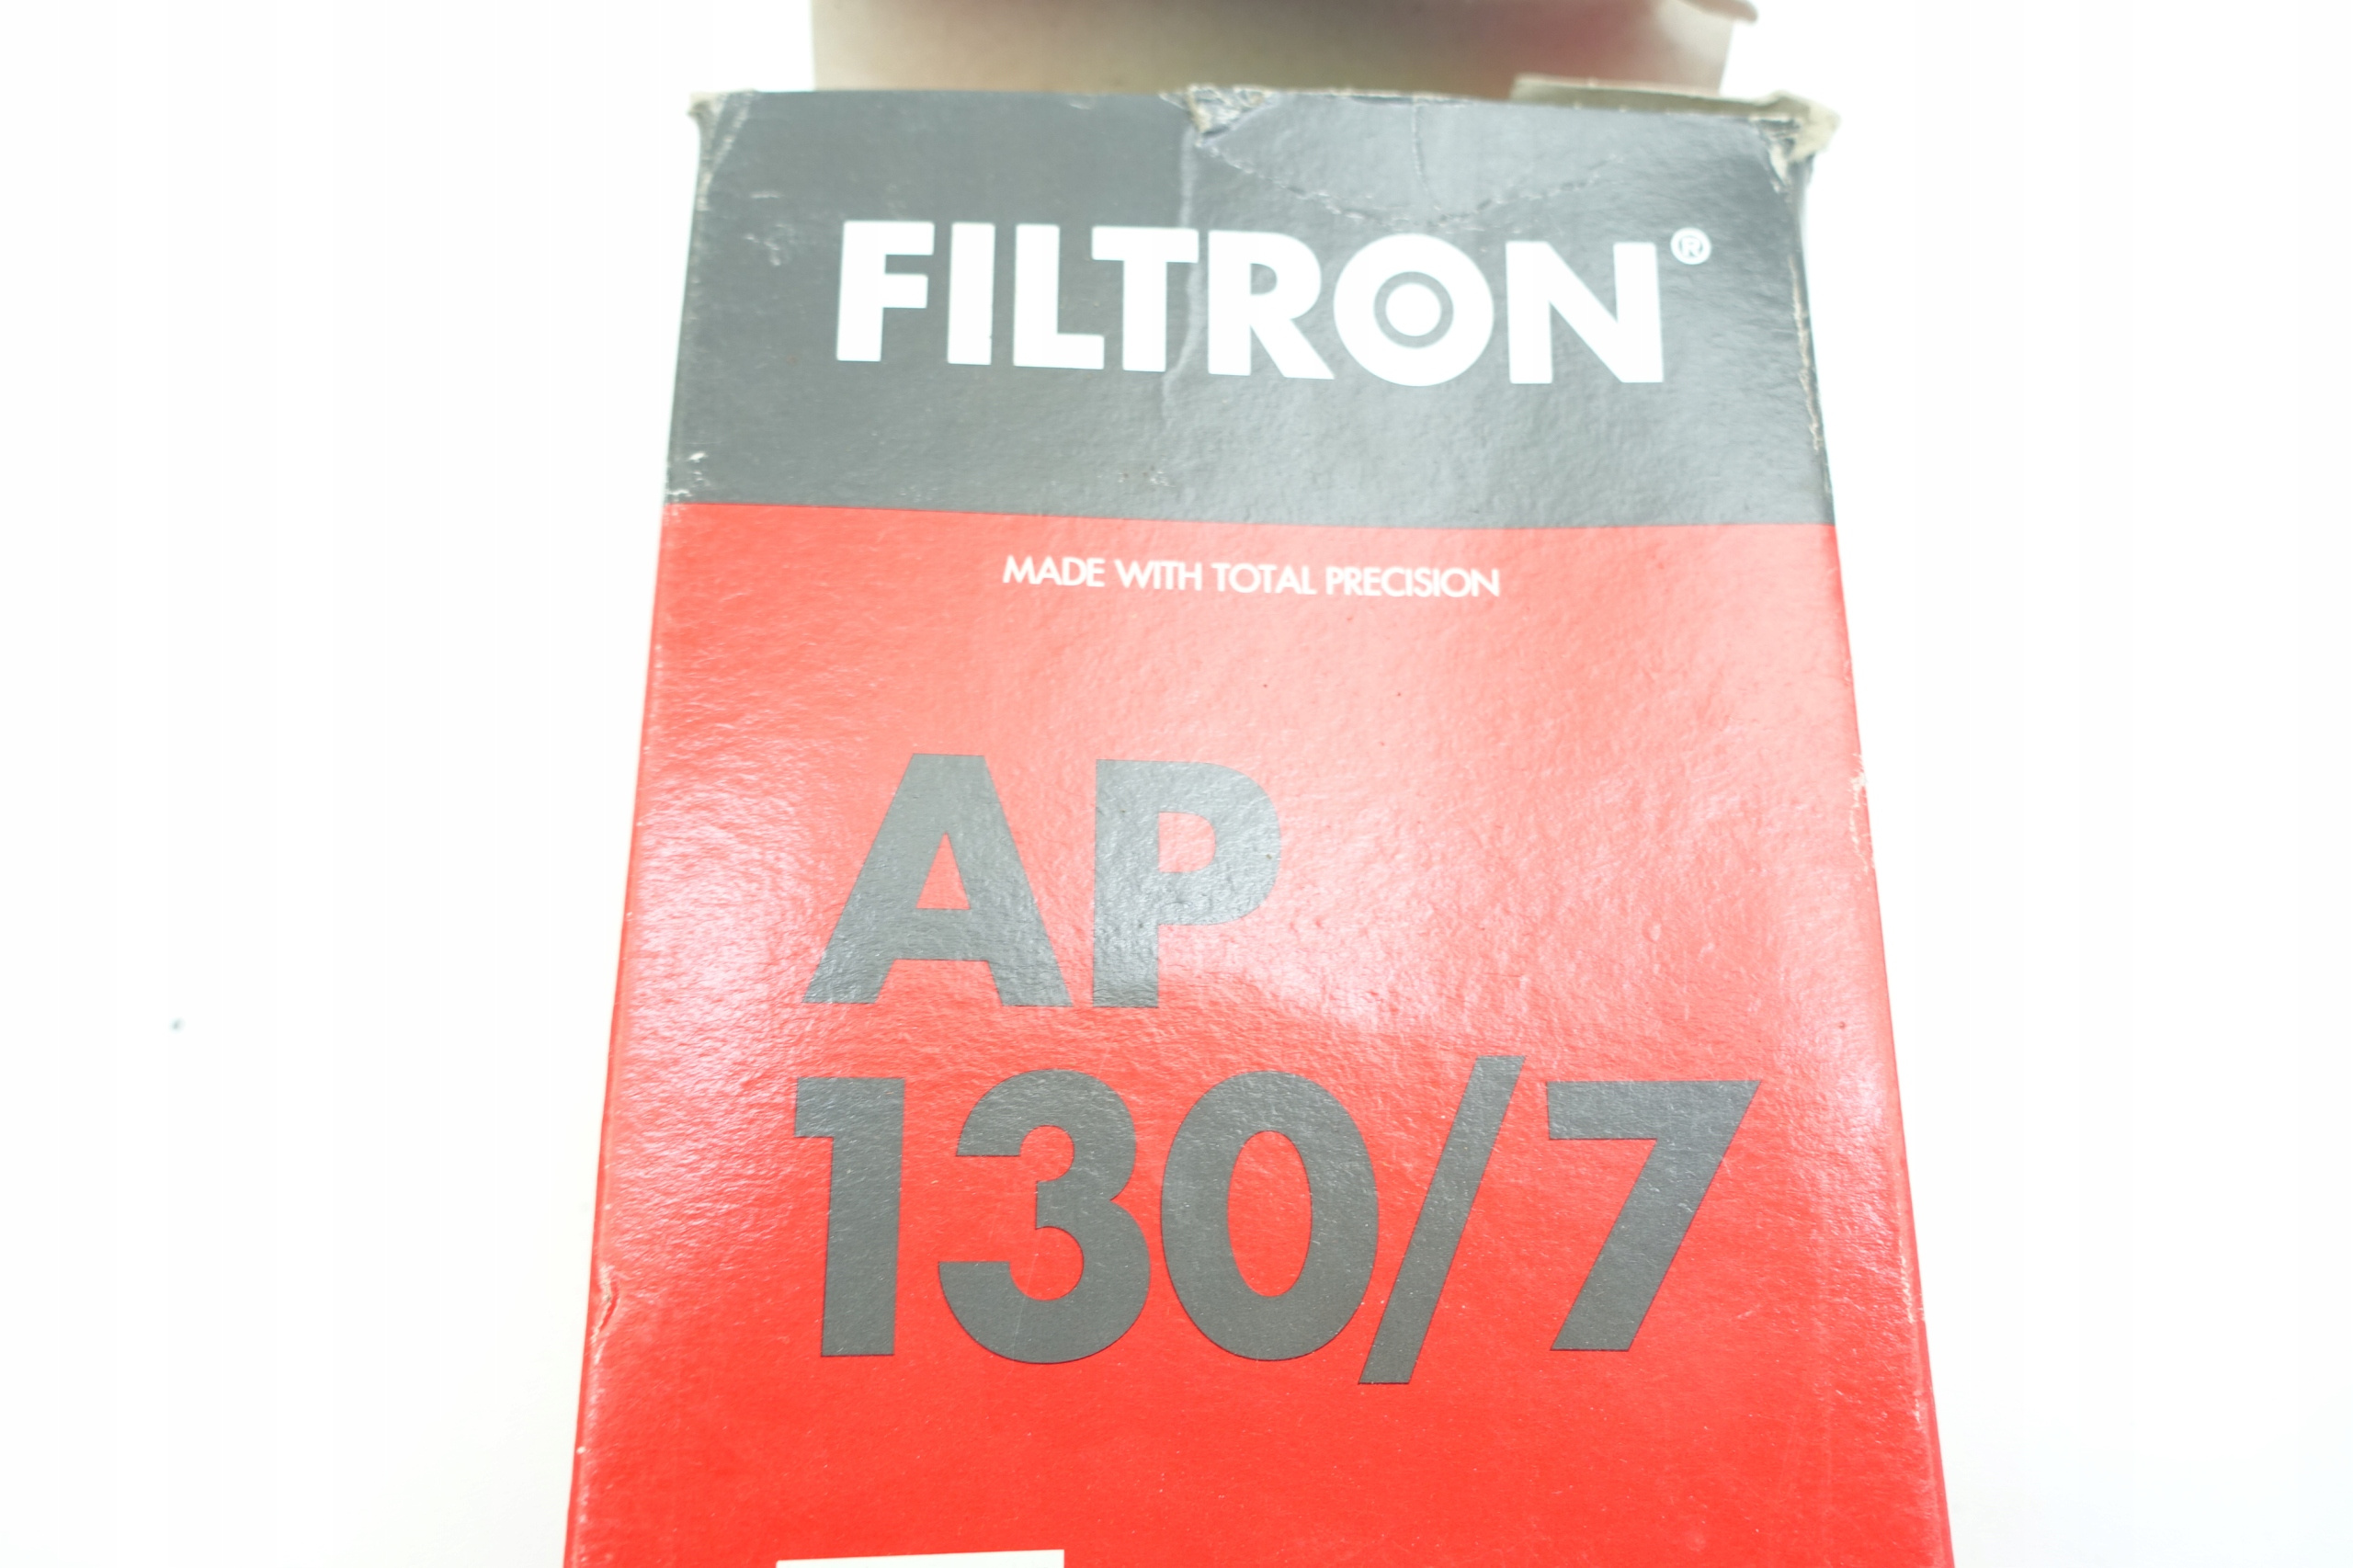 FILTRON®
MADE WITH TOTAL PRECISION
AP
130/7